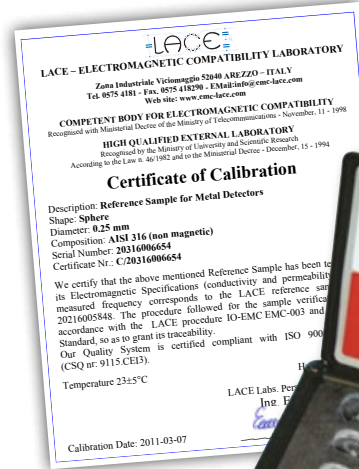 LACE
LACE – ELECTROMAGNETIC COMPATIBILITY LABORATORY
Zona Industriale Viciomaggio 52040 AREZZO – ITALY
Tel. 0575 4181 - Fax. 0575 418290 - EMail:info@emc-lace.com
Web site: www.emc-lace.com
COMPETENT BODY FOR ELECTROMAGNETIC COMPATIBILITY
Recognised with Ministerial Decree of the Ministry of Telecommunications - November, 11 - 1998
HIGH QUALIFIED EXTERNAL LABORATORY
Recognised by the Ministry of University and Scientific Research
According to the Law n. 46/1982 and to the Ministerial Decree - December, 15 - 1994
Certificate of Calibration
Description: Reference Sample for Metal Detectors
Shape: Sphere
Diameter: 0.25 mm
Composition: AISI 316 (non magnetic)
Serial Number: 20316006654
Certificate Nr.: C/20316006654
We certify that the above mentioned Reference Sample has been te
its Electromagnetic Specifications (conductivity and permeability
measured frequency corresponds to the LACE reference sam
20216005848. The procedure followed for the sample verifica
accordance with the LACE procedure IO-EMC EMC-003 and
Standard, so as to grant its traceability.
Our Quality System is certified compliant with ISO 900
(CSQ nr: 9115.CEI3).
Temperature 23±5°C
H
LACE Labs. Per
Ing. F
Calibration Date: 2011-03-07